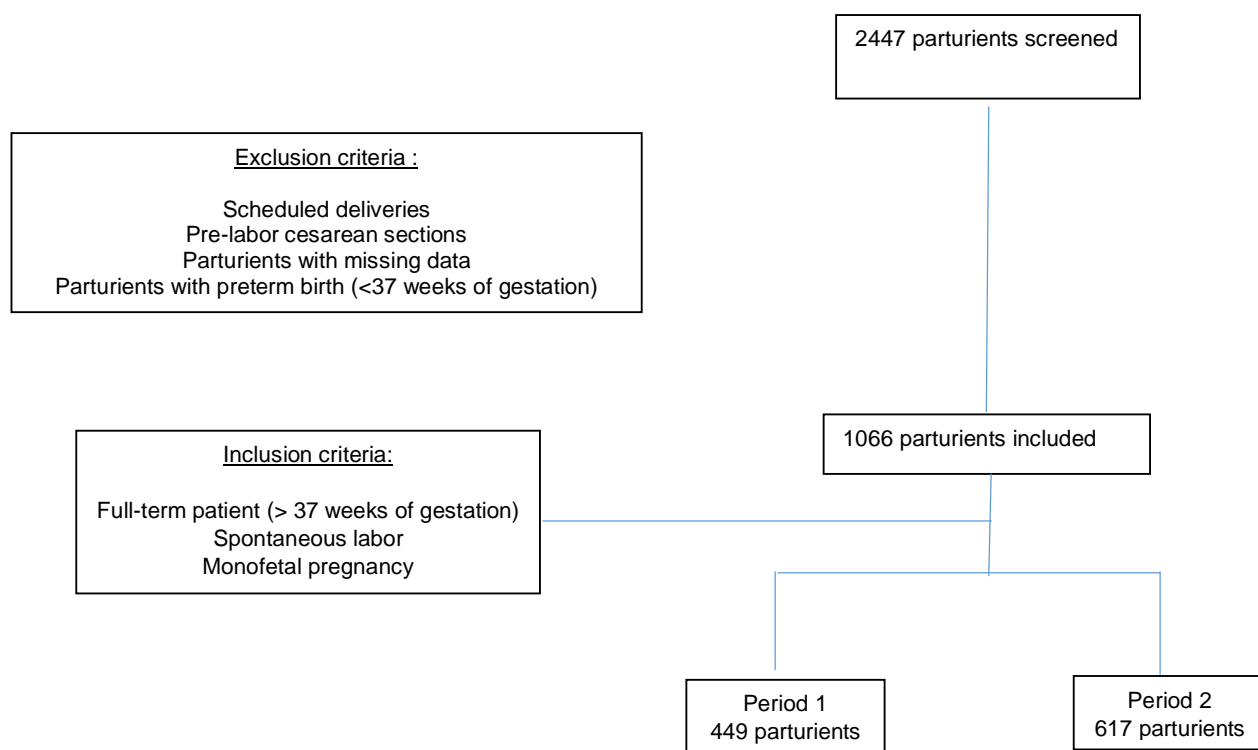 2447 parturients screened
Exclusion criteria :
Scheduled deliveries
Pre-labor cesarean sections
Parturients with missing data
Parturients with preterm birth (<37 weeks of gestation)
1066 parturients included
Inclusion criteria:
Full-term patient (> 37 weeks of gestation)
Spontaneous labor
Monofetal pregnancy
Period 1
449 parturients
Period 2
617 parturients